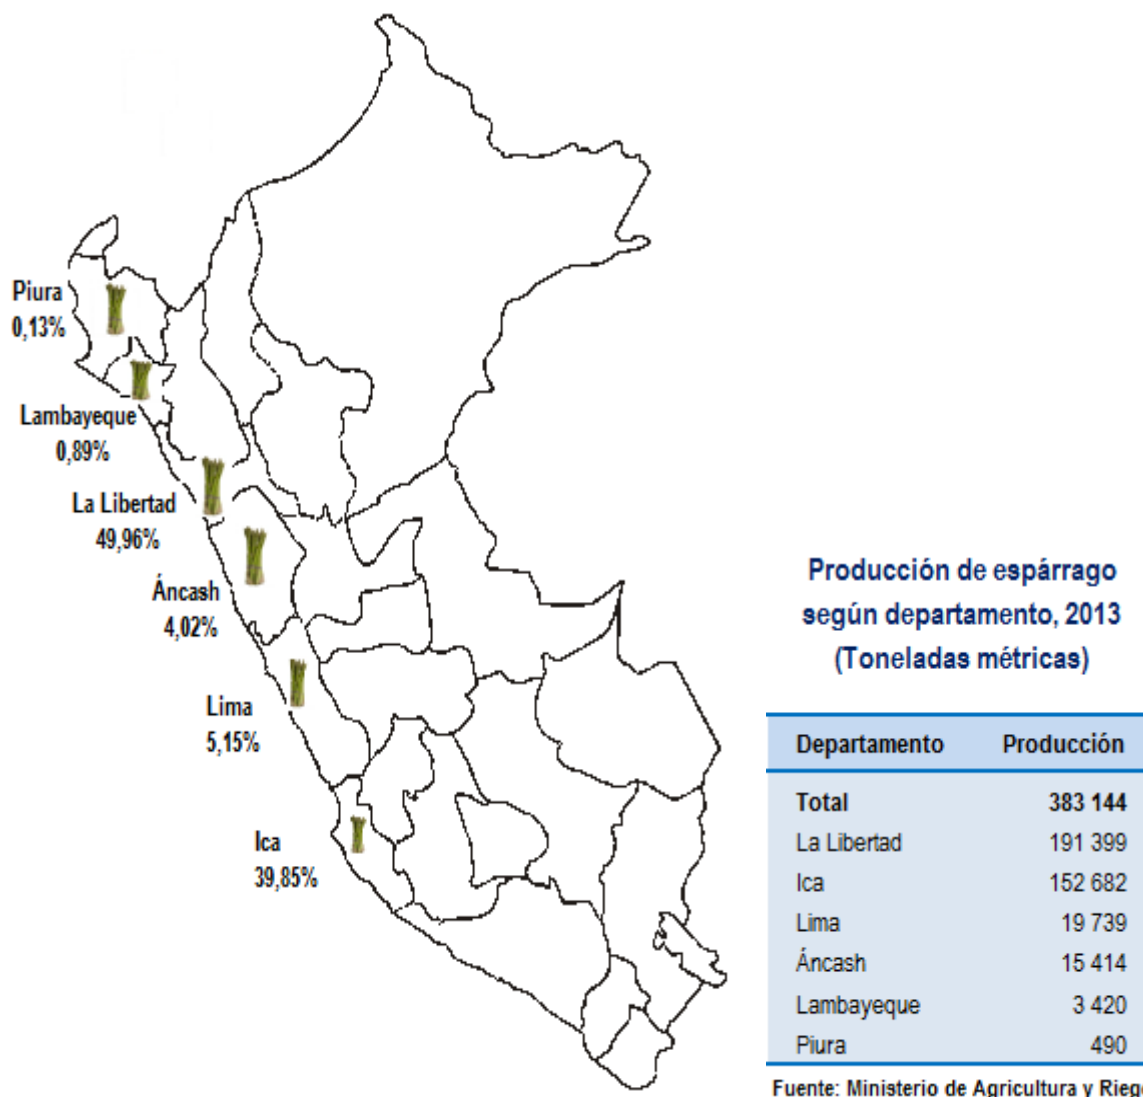 Piura
0,13%
Lambayeque
0,89%
La Libertad
49,96%
Áncash
4,02%
Lima
5,15%
Ica
39,85%
Producción de espárrago
según departamento, 2013
(Toneladas métricas)
Departamento Producción
Total 383 144
La Libertad 191 399
Ica 152 682
Lima 19 739
Áncash 15 414
Lambayeque 3 420
Piura 490
Fuente: Ministerio de Agricultura y Riego